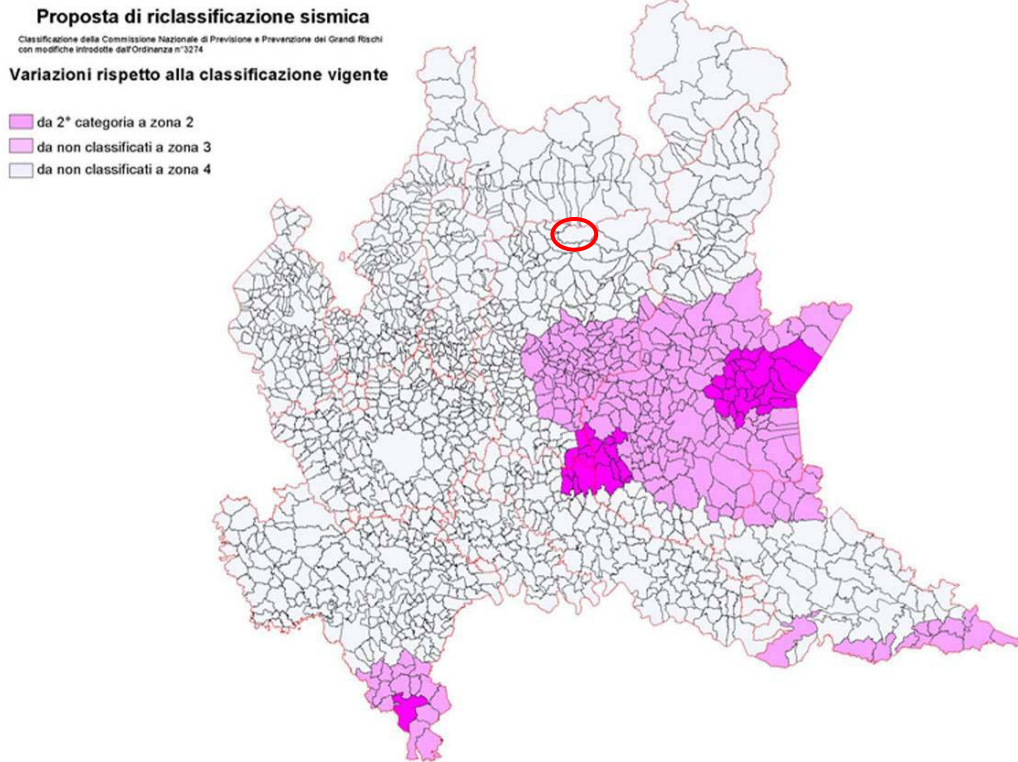 Proposta di riclassificazione sismica
Classificazione della Commissione Nazionale di Previsione e Prevenzione dei Grandi Rischi
con modifiche introdotte dall'Ordinanza n°3274
Variazioni rispetto alla classificazione vigente
da 2° categoria a zona 2
da non classificati a zona 3
da non classificati a zona 4